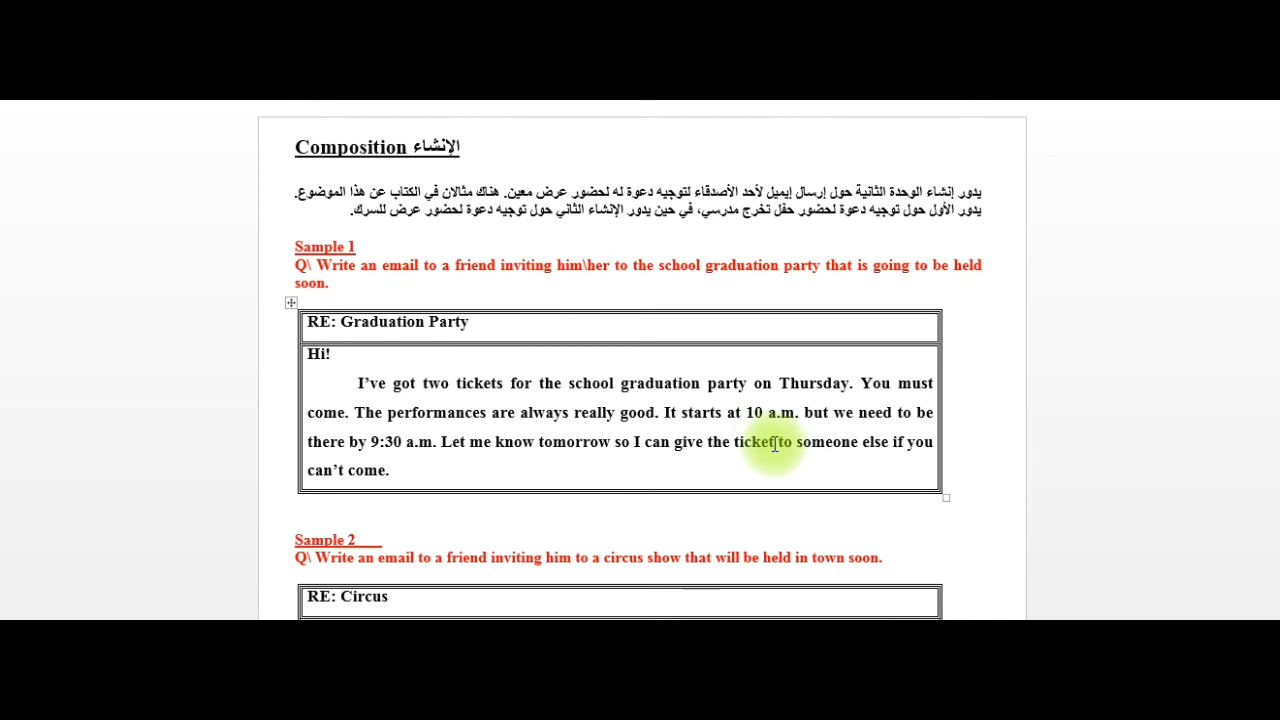 Composition الإنشاء
يدور إنشاء الوحدة الثانية حول إرسال إيميل لأحد الأصدقاء لتوجيه دعوة له لحضور عرض معين. هناك مثالان في الكتاب عن هذا الموضوع.
يدور الأول حول توجيه دعوة لحضور حفل تخرج مدرسي، في حين يدور الإنشاء الثاني حول توجيه دعوة لحضور عرض للسرك.
Sample 1
Q\ Write an email to a friend inviting him\her to the school graduation party that is going to be held
soon.
RE: Graduation Party
Hi!
I’ve got two tickets for the school graduation party on Thursday. You must
come. The performances are always really good. It starts at 10 a.m. but we need to be
there by 9:30 a.m. Let me know tomorrow so I can give the ticket to someone else if you
can’t come.
Sample 2
Q\ Write an email to a friend inviting him to a circus show that will be held in town soon.
RE: Circus